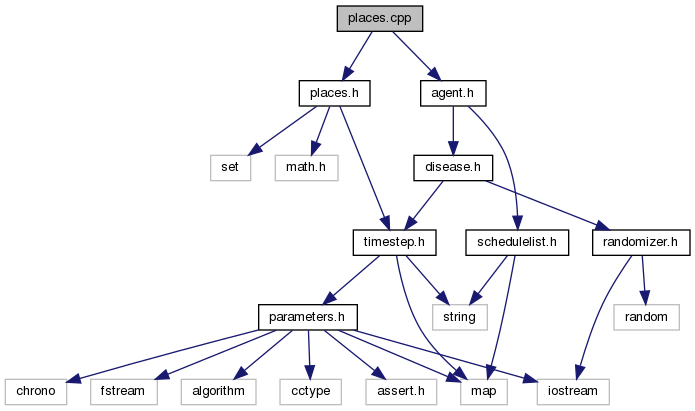 places.cpp
places.h
agent.h
set
math.h
disease.h
timestep.h
schedulelist.h
randomizer.h
parameters.h
string
random
chrono
fstream
algorithm
cctype
assert.h
map
iostream